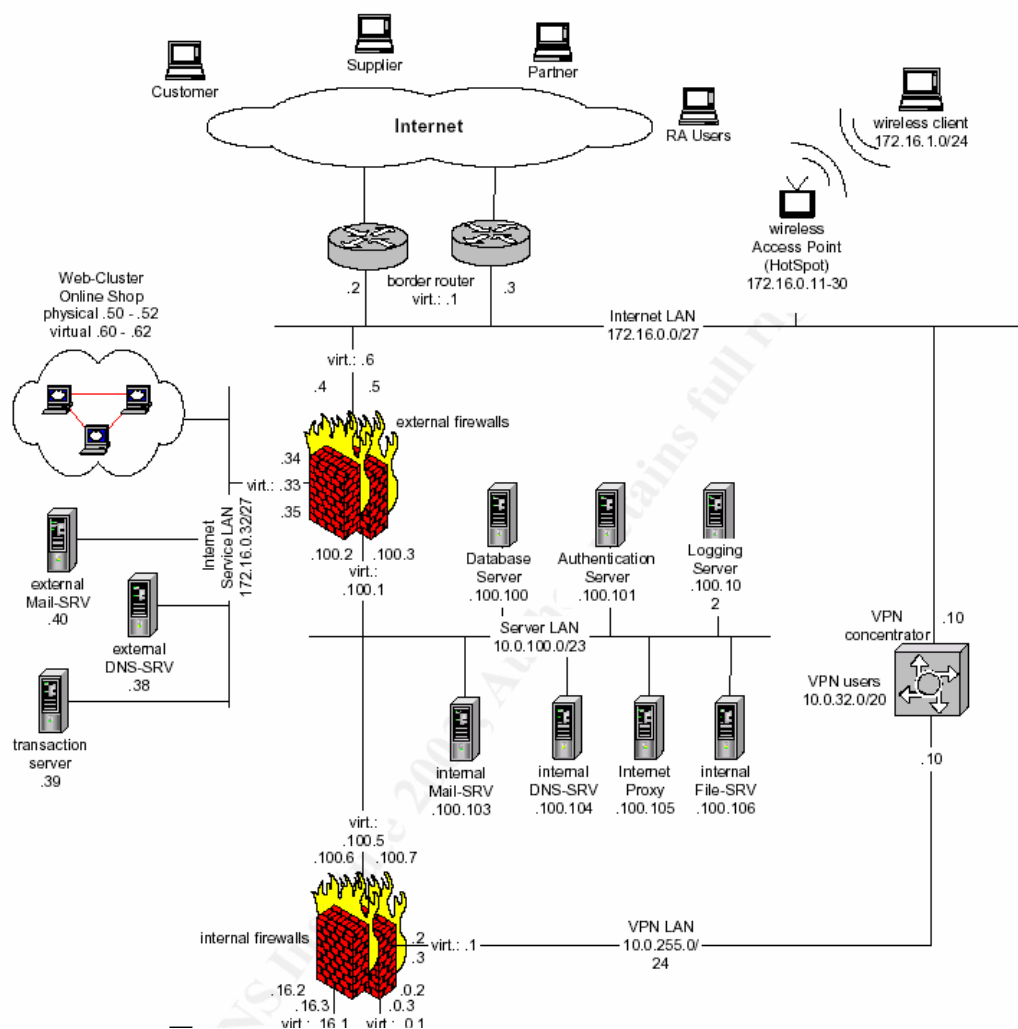 Customer
Supplier
Partner
RA Users
Internet
wireless client
172.16.1.0/24
wireless
Access Point
(HotSpot)
172.16.0.11-30
border router
virt.: .1
.2
.3
Internet LAN
172.16.0.0/27
Web-Cluster
Online Shop
physical .50 - .52
virtual .60 - .62
virt.: .6
.4
.5
external firewalls
.34
virt.: .33
.35
Internet
Service LAN
172.16.0.32/27
.100.2
.100.3
virt.:
.100.1
external
Mail-SRV
.40
external
DNS-SRV
.38
transaction
server
.39
Database
Server
.100.100
Authentication
Server
.100.101
Logging
Server
.100.10
2
Server LAN
10.0.100.0/23
internal
Mail-SRV
.100.103
internal
DNS-SRV
.100.104
Internet
Proxy
.100.105
internal
File-SRV
.100.106
VPN
concentrator
.10
VPN users
10.0.32.0/20
.10
virt.:
.100.5
.100.6
.100.7
internal firewalls
.2
.3
virt.: .1
VPN LAN
10.0.255.0/
24
.16.2
.16.3
virt.: .16.1
.0.2
.0.3
virt.: .0.1
tains full